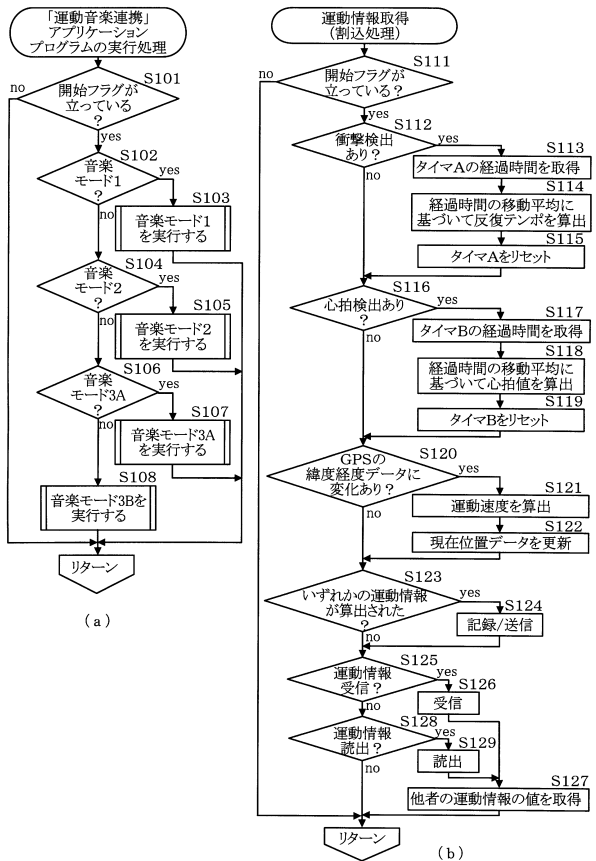 「運動音楽連携」
アプリケーション
プログラムの実行処理
S101
開始フラグが
立っている
?
no
yes
S102
音楽
モード1
?
yes
no
S103
音楽モード1
を実行する
S104
音楽
モード2
?
yes
no
S105
音楽モード2
を実行する
S106
音楽
モード3A
?
yes
no
S107
音楽モード3A
を実行する
S108
音楽モード3Bを
実行する
リターン
(a)
運動情報取得
(割込処理)
S111
開始フラグが
立っている?
no
yes
S112
衝撃検出
あり?
yes
no
S113
タイマAの経過時間を取得
S114
経過時間の移動平均に
基づいて反復テンポを算出
S115
タイマAをリセット
S116
心拍検出あり
?
yes
no
S117
タイマBの経過時間を取得
S118
経過時間の移動平均に
基づいて心拍値を算出
S119
タイマBをリセット
S120
GPSの
緯度経度データに
変化あり?
yes
no
S121
運動速度を算出
S122
現在位置データを更新
S123
いずれかの運動情報
が算出された
?
yes
no
S124
記録/送信
S125
運動情報
受信?
yes
no
S126
受信
S128
運動情報
読出?
yes
no
S129
読出
S127
他者の運動情報の値を取得
リターン
(b)